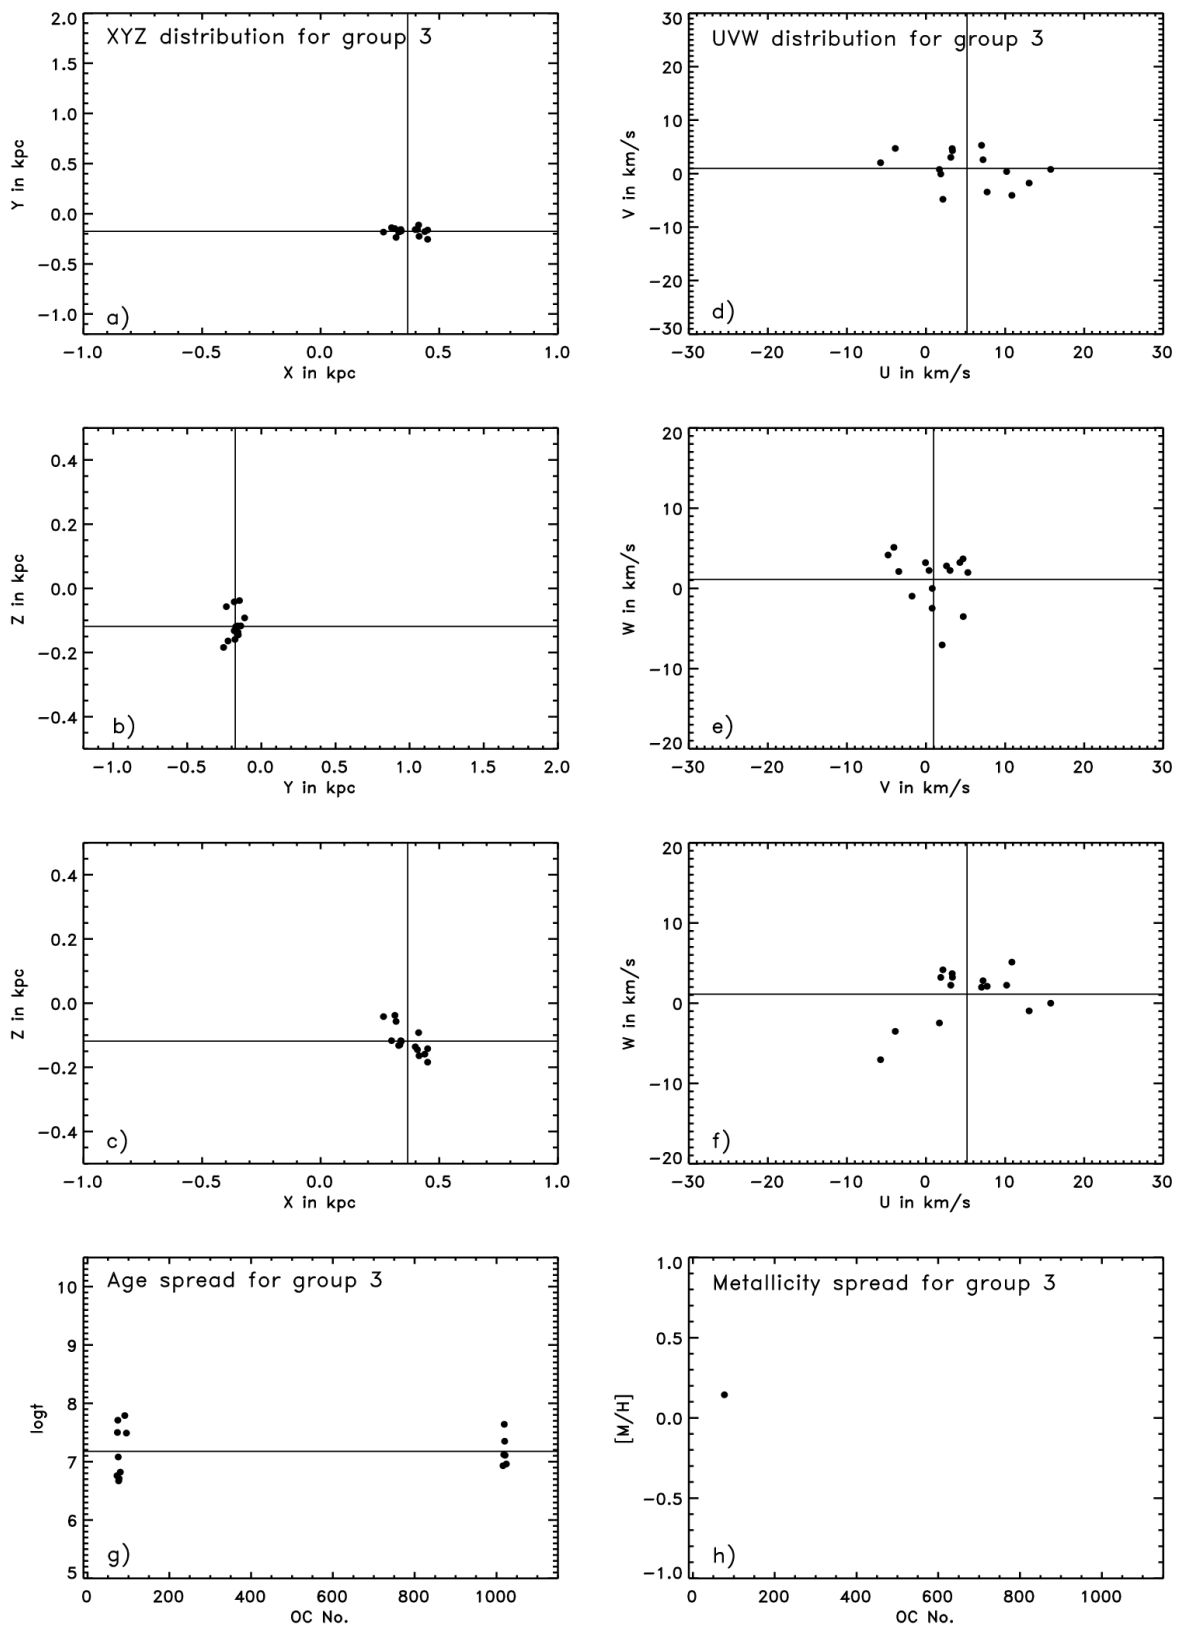 XYZ distribution for group 3
2.0
1.5
1.0
0.5
0.0
−0.5
−1.0
Y in kpc
a)
−1.0 −0.5 0.0 0.5 1.0
X in kpc
UVW distribution for group 3
30
20
10
0
−10
−20
−30
V in km/s
d)
−30 −20 −10 0 10 20 30
U in km/s
0.4
0.2
0.0
−0.2
−0.4
Z in kpc
b)
−1.0 −0.5 0.0 0.5 1.0 1.5 2.0
Y in kpc
20
10
0
−10
−20
W in km/s
e)
−30 −20 −10 0 10 20 30
V in km/s
0.4
0.2
0.0
−0.2
−0.4
Z in kpc
c)
−1.0 −0.5 0.0 0.5 1.0
X in kpc
20
10
0
−10
−20
W in km/s
f)
−30 −20 −10 0 10 20 30
U in km/s
Age spread for group 3
10
9
8
7
6
5
logt
g)
0 200 400 600 800 1000
OC No.
Metallicity spread for group 3
1.0
0.5
0.0
−0.5
−1.0
[M/H]
h)
0 200 400 600 800 1000
OC No.